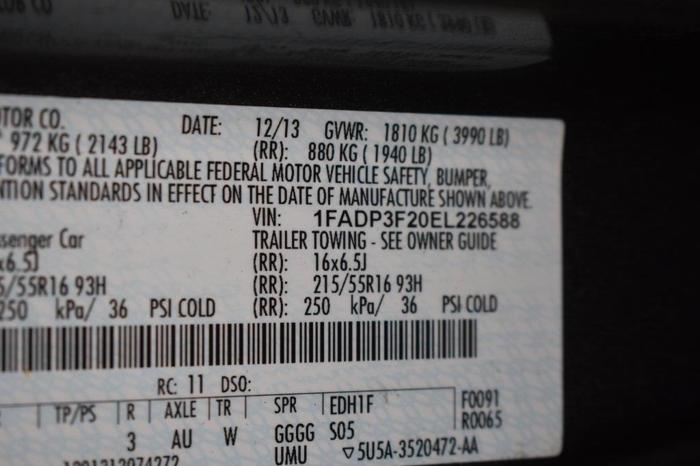 OTOR CO. DATE: 12/13 GVWR: 1810 KG ( 3990 LB)
972 KG ( 2143 LB) (RR): 880 KG ( 1940 LB)
FORMS TO ALL APPLICABLE FEDERAL MOTOR VEHICLE SAFETY, BUMPER,
NTION STANDARDS IN EFFECT ON THE DATE OF MANUFACTURE SHOWN ABOVE.
VIN: 1FADP3F20EL226588
senger Car TRAILER TOWING - SEE OWNER GUIDE
x6.5J (RR): 16x6.5J
5/55R16 93H (RR): 215/55R16 93H
250 kPa/ 36 PSI COLD (RR): 250 kPa/ 36 PSI COLD
RC: 11 DSO:
TP/PS R AXLE TR SPR EDH1F F0091
R0065
3 AU W GGGG S05
UMU ▽5U5A-3520472-AA